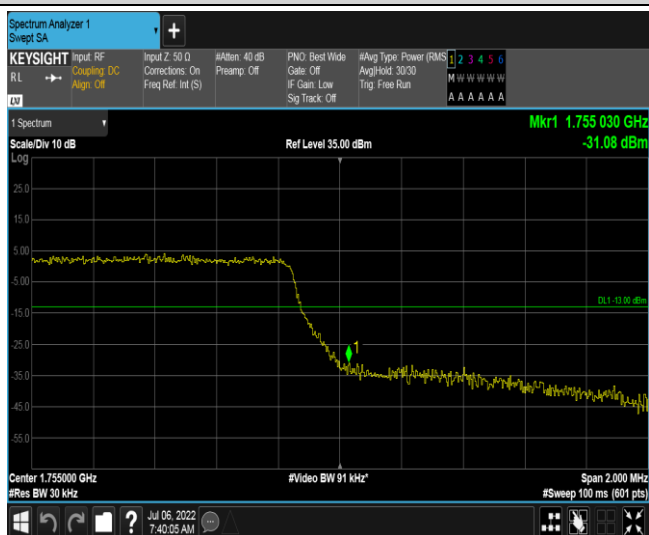 Spectrum Analyzer 1
Swept SA
+
KEYSIGHT
RL
Input: RF
Coupling: DC
Align: Off
Input Z: 50 Ω
Corrections: On
Freq Ref: Int (S)
#Atten: 40 dB
Preamp: Off
PNO: Best Wide
Gate: Off
IF Gain: Low
Sig Track: Off
#Avg Type: Power (RMS
Avg|Hold: 30/30
Trig: Free Run
1 2 3 4 5 6
M W W W W W
A A A A A A
LXI
1 Spectrum
Scale/Div 10 dB
Ref Level 35.00 dBm
Mkr1 1.755 030 GHz
-31.08 dBm
Log
25.0
15.0
5.00
-5.00
DL1 -13.00 dBm
-15.0
-25.0
1
-35.0
-45.0
-55.0
Center 1.755000 GHz
#Video BW 91 kHz*
Span 2.000 MHz
#Res BW 30 kHz
#Sweep 100 ms (601 pts)
?
Jul 06, 2022
7:40:05 AM